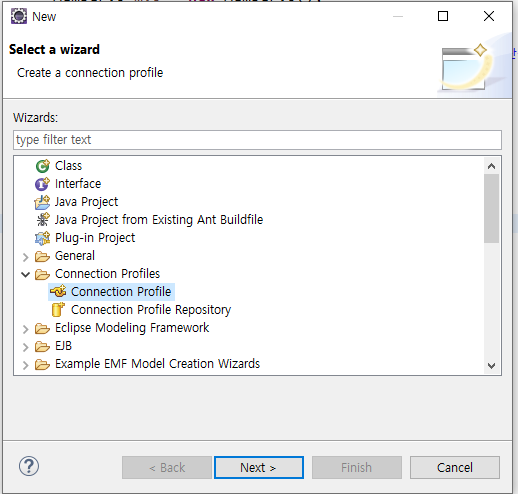 New
Select a wizard
Create a connection profile
Wizards:
type filter text
Class
Interface
Java Project
Java Project from Existing Ant Buildfile
Plug-in Project
General
Connection Profiles
Connection Profile
Connection Profile Repository
Eclipse Modeling Framework
EJB
Example EMF Model Creation Wizards
< Back
Next >
Finish
Cancel